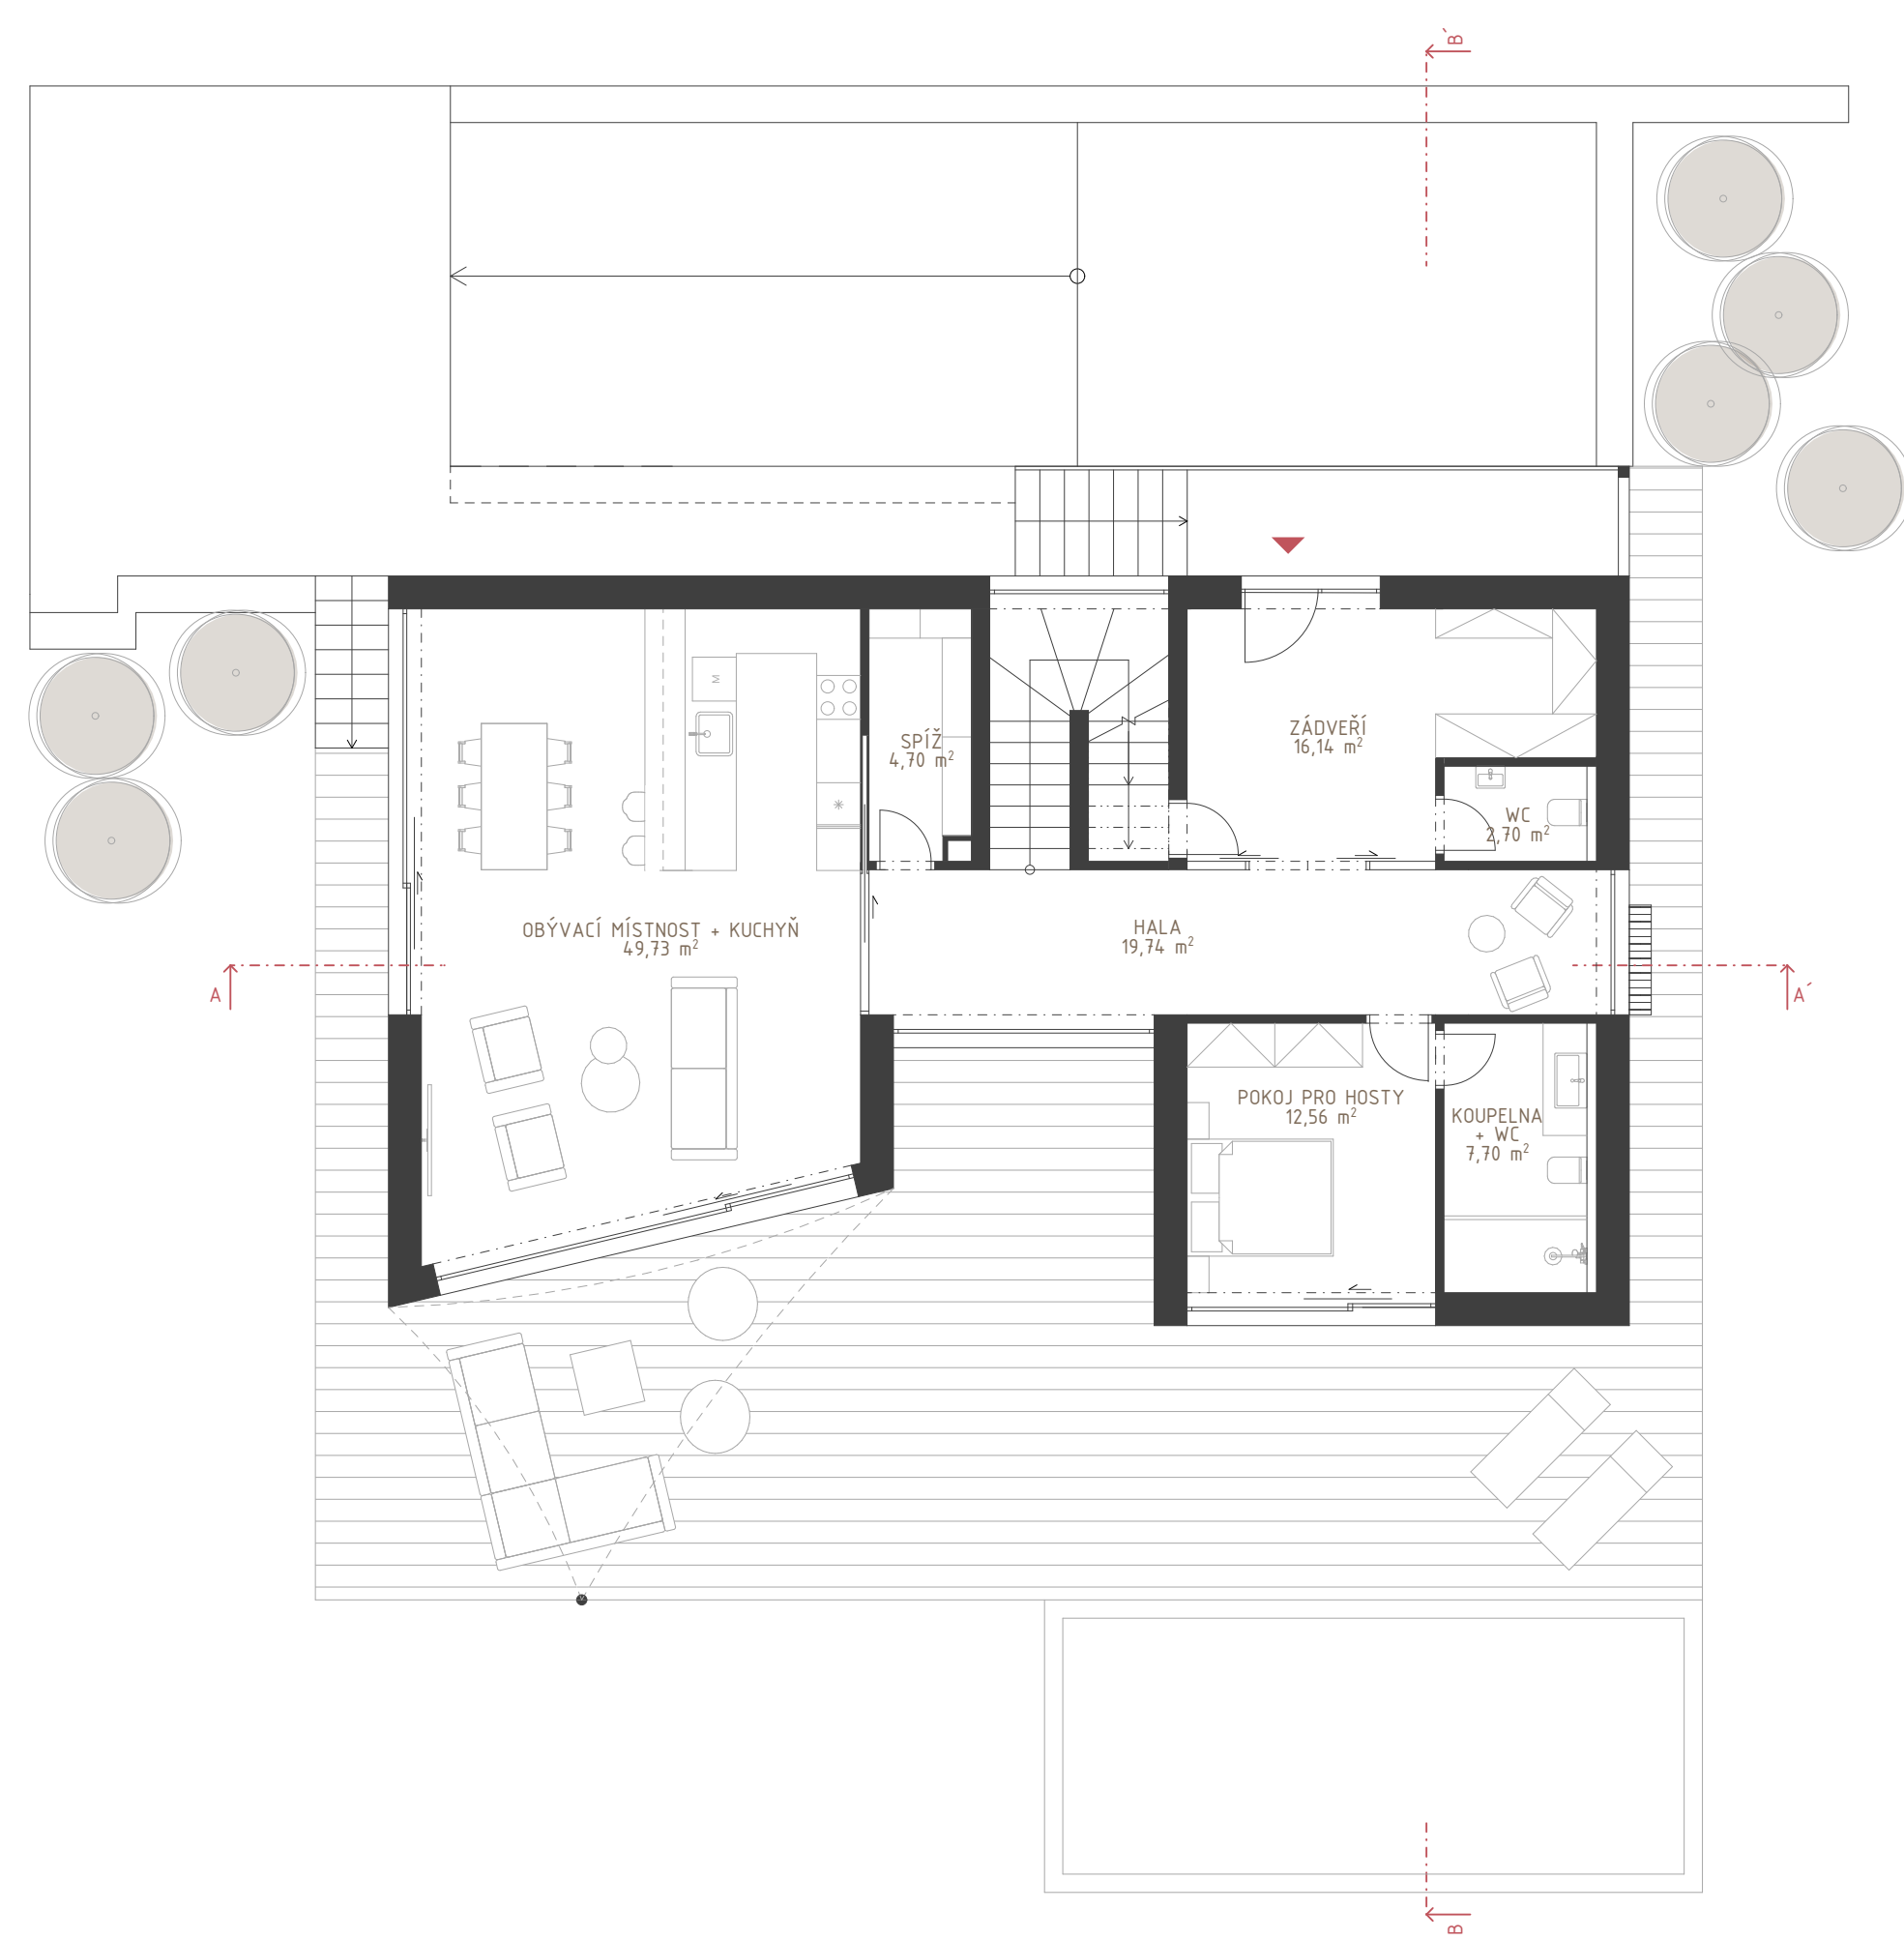 B´
M
SPÍŽ
4,70 m²
ZÁDVEŘÍ
16,14 m²
WC
2,70 m²
OBÝVACÍ MÍSTNOST + KUCHYŇ
49,73 m²
HALA
19,74 m²
A
A´
POKOJ PRO HOSTY
12,56 m²
KOUPELNA
+ WC
7,70 m²
B